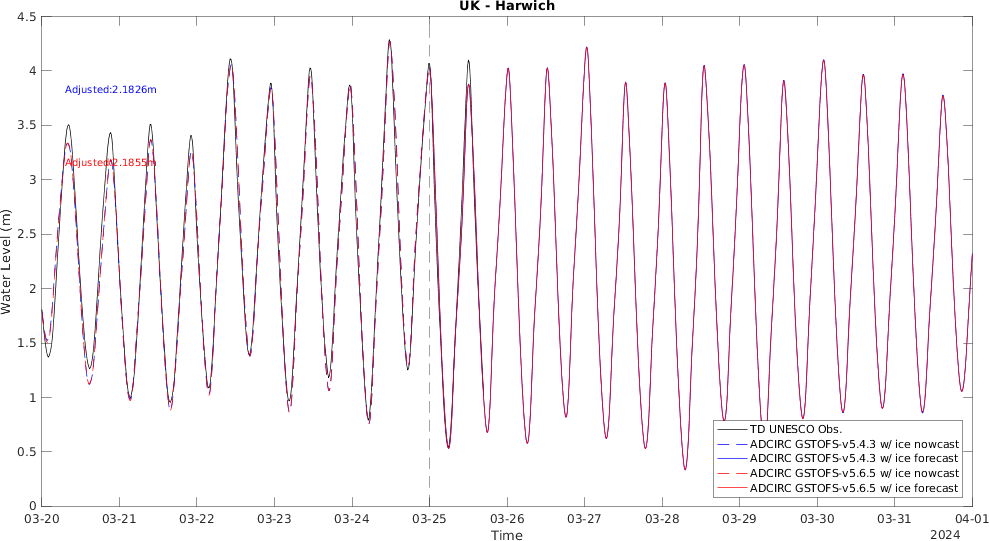 UK - Harwich
4.5
4
3.5
3
2.5
2
1.5
1
0.5
0
Water Level (m)
Adjusted:2.1826m
Adjusted:2.1855m
TD UNESCO Obs.
ADCIRC GSTOFS-v5.4.3 w/ ice nowcast
ADCIRC GSTOFS-v5.4.3 w/ ice forecast
ADCIRC GSTOFS-v5.6.5 w/ ice nowcast
ADCIRC GSTOFS-v5.6.5 w/ ice forecast
03-20 03-21 03-22 03-23 03-24 03-25 03-26 03-27 03-28 03-29 03-30 03-31 04-01
Time
2024